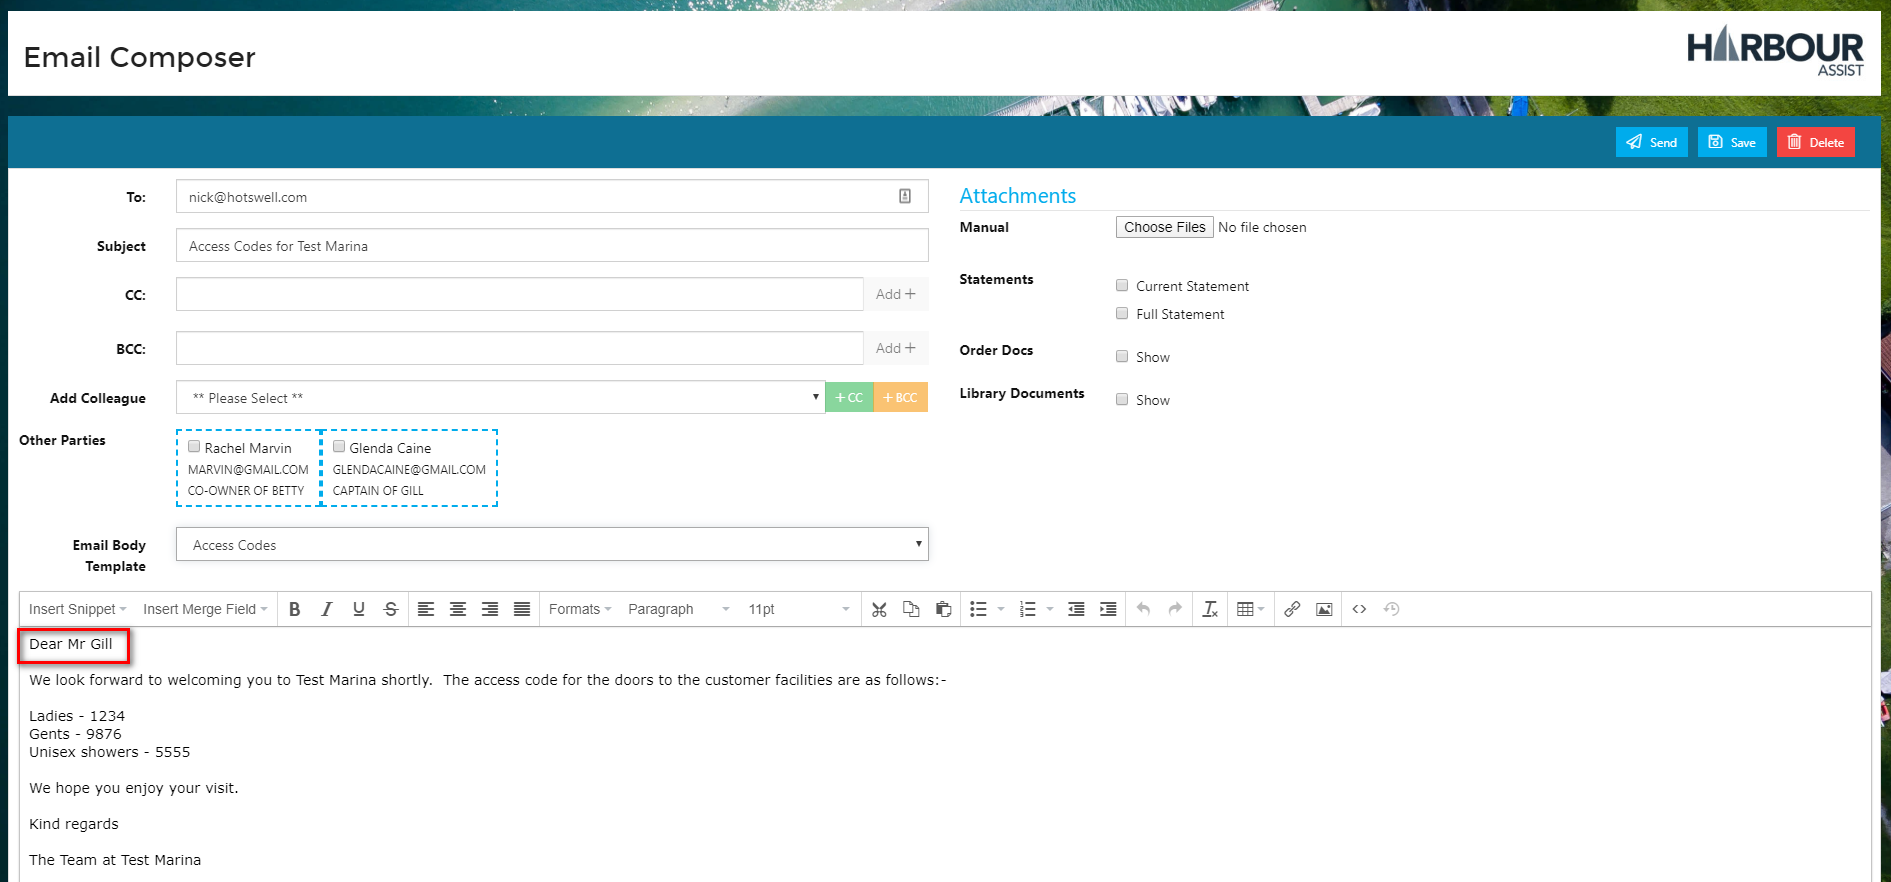 Email Composer
HARBOUR
ASSIST
Send
Save
Delete
To:
nick@hotswell.com
Subject
Access Codes for Test Marina
CC:
Add +
BCC:
Add +
Add Colleague
** Please Select **
+ CC
+ BCC
Other Parties
Rachel Marvin
MARVIN@GMAIL.COM
CO-OWNER OF BETTY
Glenda Caine
GLENDACAINE@GMAIL.COM
CAPTAIN OF GILL
Email Body
Template
Access Codes
Attachments
Manual
Choose Files No file chosen
Statements
Current Statement
Full Statement
Order Docs
Show
Library Documents
Show
Insert Snippet Insert Merge Field B I U S Formats Paragraph 11pt
Dear Mr Gill
We look forward to welcoming you to Test Marina shortly.  The access code for the doors to the customer facilities are as follows:-
Ladies - 1234
Gents - 9876
Unisex showers - 5555
We hope you enjoy your visit.
Kind regards
The Team at Test Marina